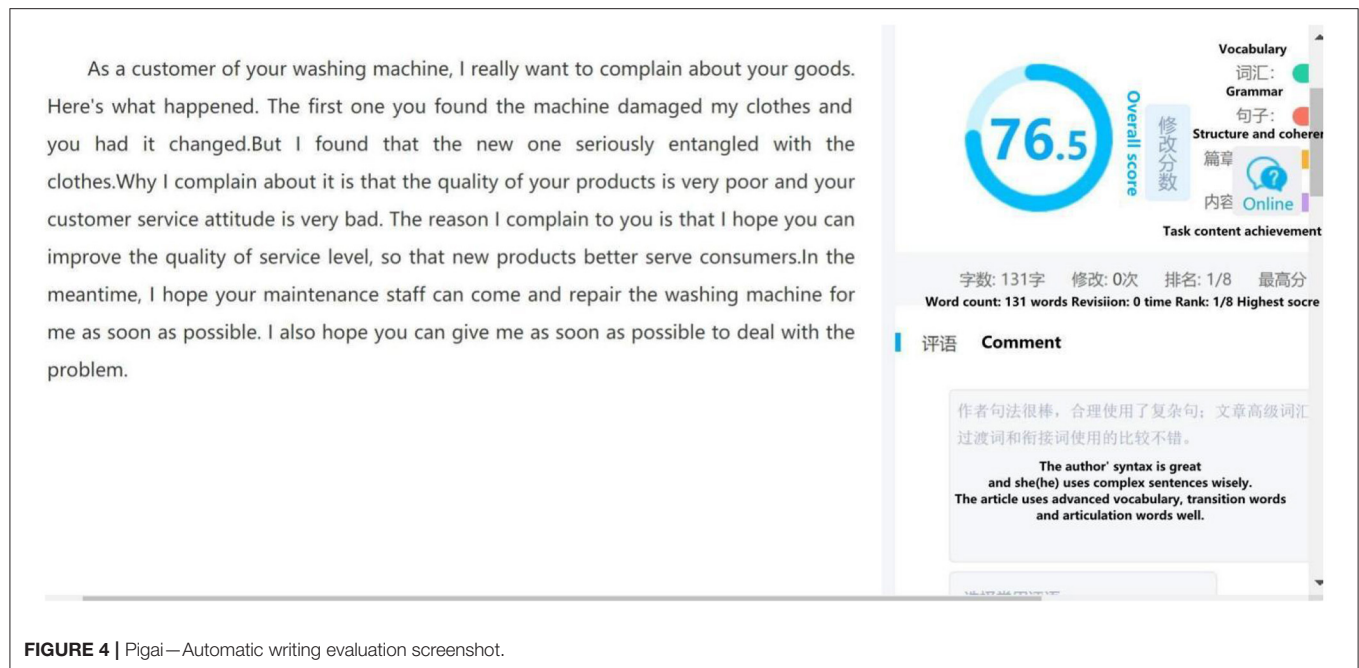 As a customer of your washing machine, I really want to complain about your goods.
Here's what happened. The first one you found the machine damaged my clothes and
you had it changed.But I found that the new one seriously entangled with the
clothes.Why I complain about it is that the quality of your products is very poor and your
customer service attitude is very bad. The reason I complain to you is that I hope you can
improve the quality of service level, so that new products better serve consumers.In the
meantime, I hope your maintenance staff can come and repair the washing machine for
me as soon as possible. I also hope you can give me as soon as possible to deal with the
problem.
76.5
Overall score
修改分数
Vocabulary
词汇:
Grammar
句子:
Structure and coherer
篇章
内容
Online
Task content achievement
字数: 131字 修改: 0次 排名: 1/8 最高分
Word count: 131 words Revisiion: 0 time Rank: 1/8 Highest socre
评语 Comment
作者句法很棒，合理使用了复杂句；文章高级词汇
过渡词和衔接词使用的比较不错。
The author' syntax is great
and she(he) uses complex sentences wisely.
The article uses advanced vocabulary, transition words
and articulation words well.
FIGURE 4 | Pigai—Automatic writing evaluation screenshot.